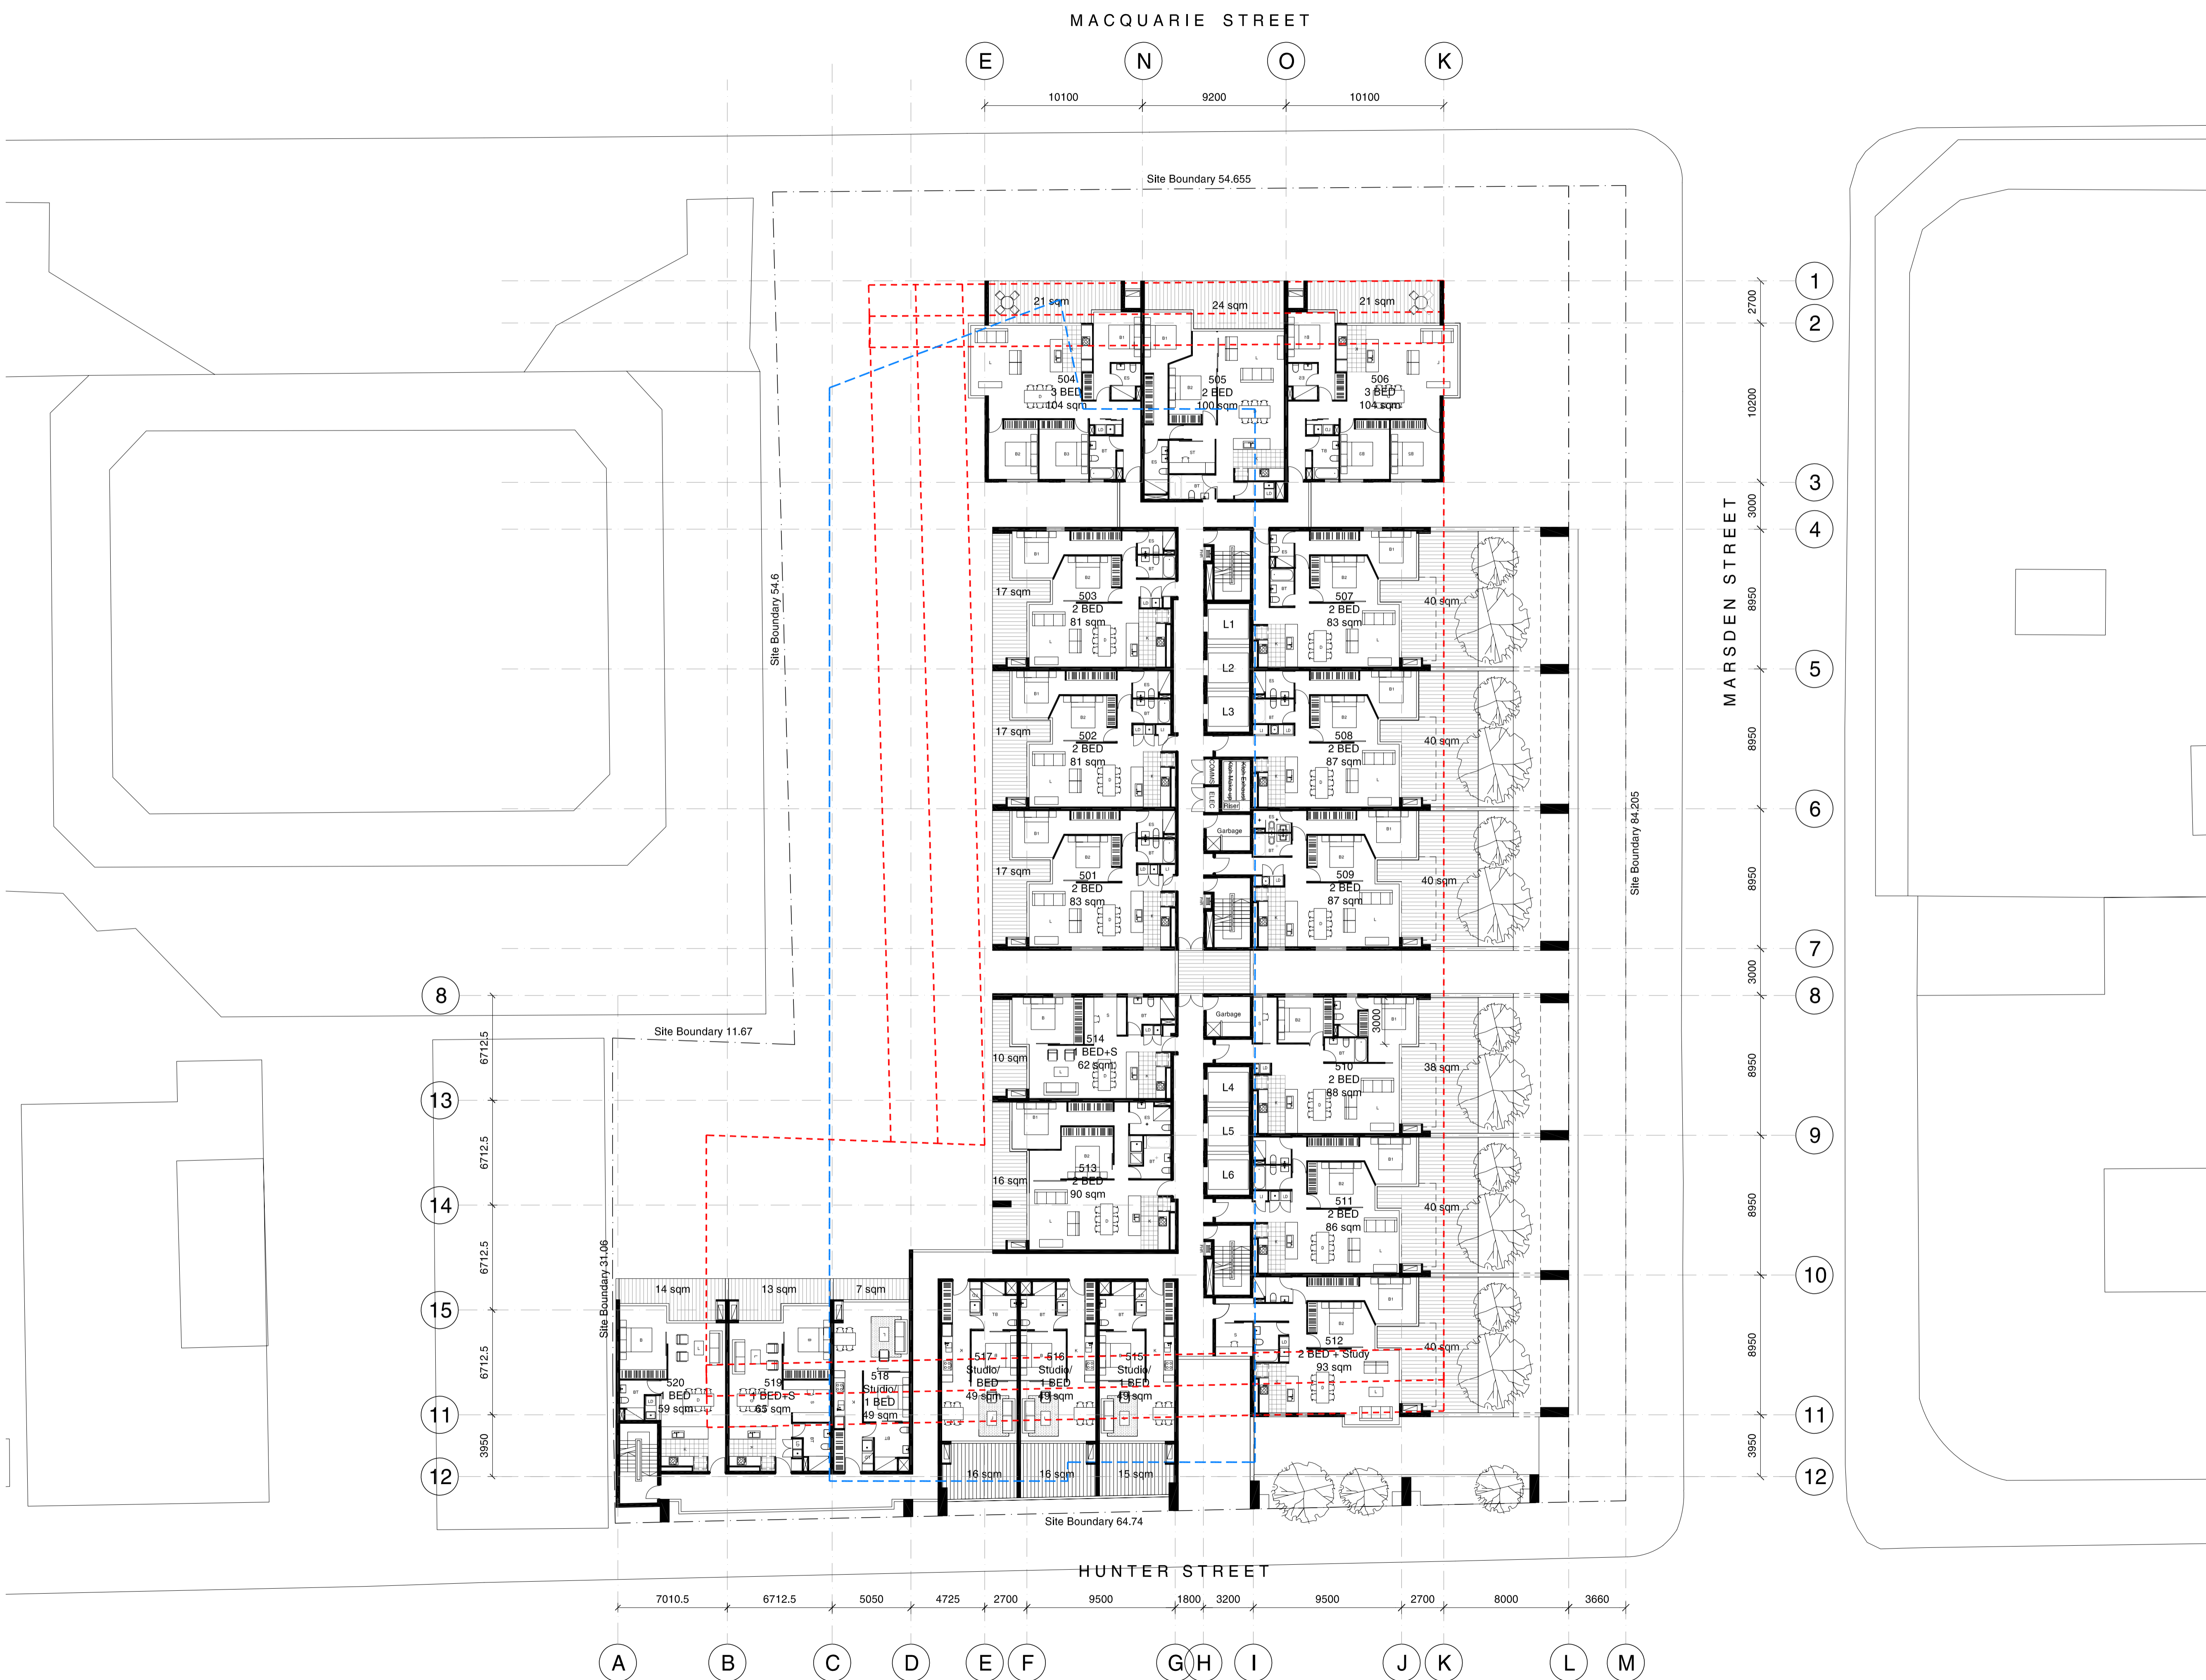 MACQUARIE STREET
E
N
O
K
10100
9200
10100
Site Boundary 54.655
1
2
3
4
5
6
7
8
9
10
11
12
2700
10200
3000
8950
8950
8950
3000
8950
8950
8950
3950
MARSDEN STREET
Site Boundary 84.205
Site Boundary 54.6
Site Boundary 11.67
Site Boundary 31.06
Site Boundary 64.74
21 sqm
24 sqm
21 sqm
504
3 BED
104 sqm
505
2 BED
100 sqm
506
3 BED
104 sqm
17 sqm
503
2 BED
81 sqm
507
2 BED
83 sqm
40 sqm
L1
L2
L3
17 sqm
502
2 BED
81 sqm
508
2 BED
87 sqm
40 sqm
COMMS
ELEC
Riser
Garbage
17 sqm
501
2 BED
83 sqm
509
2 BED
87 sqm
40 sqm
Garbage
10 sqm
514
1 BED+S
62 sqm
3000
510
2 BED
88 sqm
38 sqm
L4
L5
L6
16 sqm
513
2 BED
90 sqm
511
2 BED
86 sqm
40 sqm
14 sqm
13 sqm
7 sqm
520
1 BED
59 sqm
519
1 BED+S
65 sqm
518
Studio/
1 BED
49 sqm
517
Studio/
1 BED
49 sqm
516
Studio/
1 BED
49 sqm
515
Studio/
1 BED
49 sqm
512
2 BED + Study
93 sqm
40 sqm
16 sqm
16 sqm
15 sqm
8
13
14
15
11
12
6712.5
6712.5
6712.5
6712.5
3950
HUNTER STREET
7010.5
6712.5
5050
4725
2700
9500
1800
3200
9500
2700
8000
3660
A
B
C
D
E
F
G
H
I
J
K
L
M